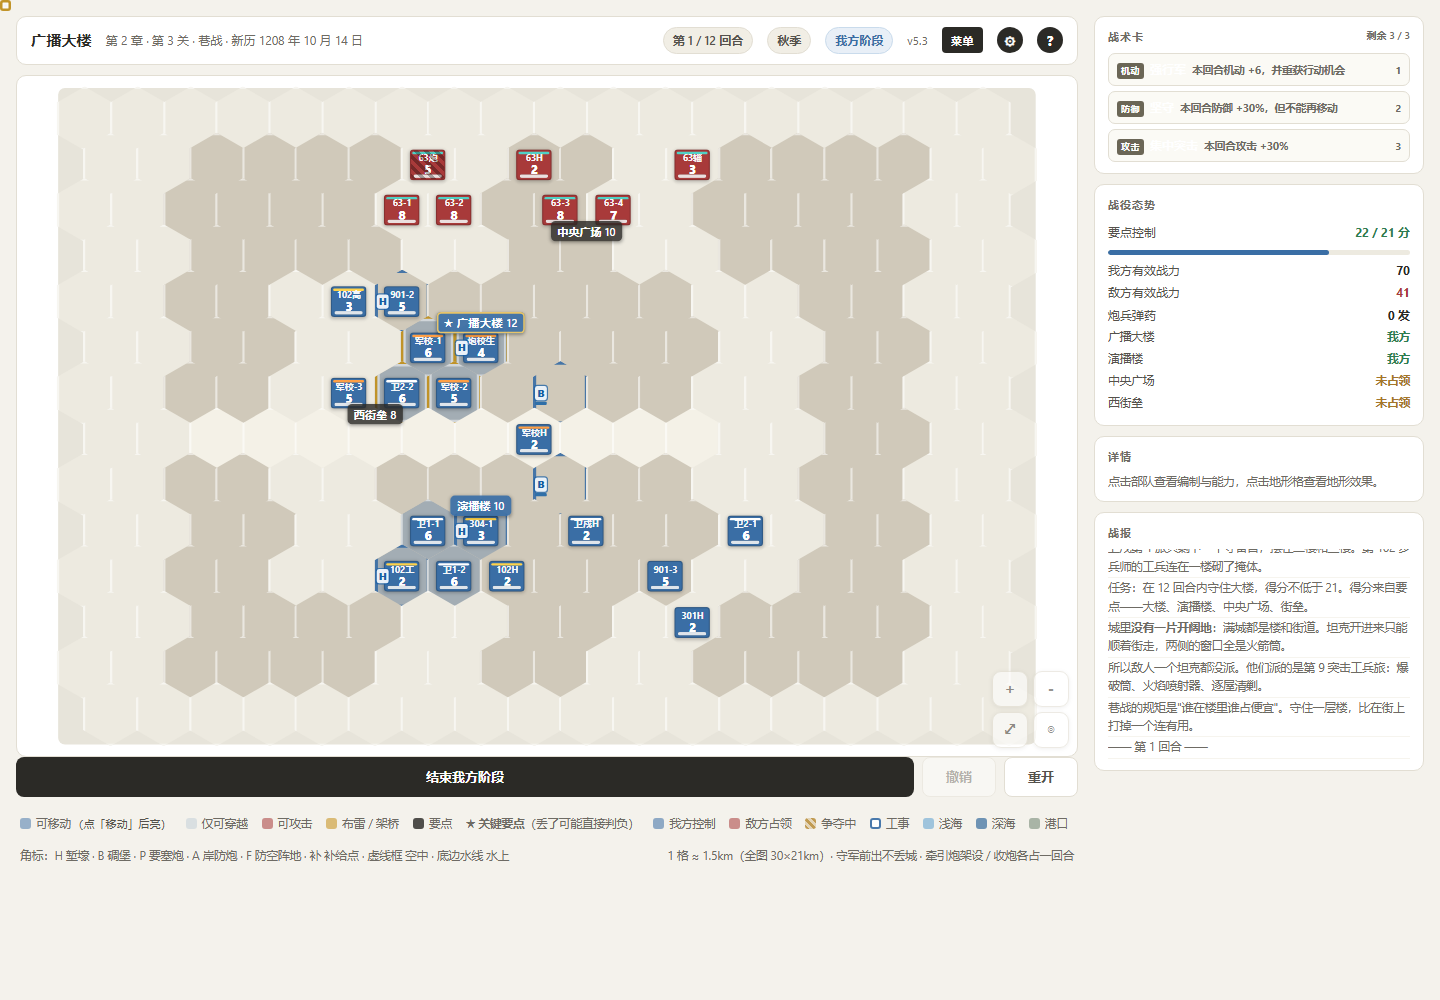 广播大楼 第 2 章 · 第 3 关 · 巷战 · 新历 1208 年 10 月 14 日 第 1 / 12 回合 秋季 我方阶段 v5.3 菜单 ⚙ ?
63炮 5
63H 2
3
63-1 8
63-2 8
63-3 8
63-4 7
中央广场 10
3
H 901-2 5
★ 广播大楼 12
军校-1 6
H 炮校生 4
军校-3 5
卫2-2 6
军校-2 5
B
西街垒 8
军校H 2
B
演播楼 10
卫1-1 6
H 304-1 3
卫戍H 2
卫2-1 6
H 102工 2
卫1-2 6
102H 2
901-3 5
301H 2
+ -
结束我方阶段 撤销 重开
可移动（点「移动」后亮） 仅可穿越 可攻击 布雷 / 架桥 要点 ★ 关键要点（丢了可能直接判负） 我方控制 敌方占领 争夺中 工事 浅海 深海 港口
角标： H 堑壕 · B 碉堡 · P 要塞炮 · A 岸防炮 · F 防空阵地 · 补 补给点 · 虚线框 空中 · 底边水线 水上
1 格 ≈ 1.5km（全图 30×21km） · 守军前出不丢城 · 牵引炮架设 / 收炮各占一回合
战术卡 剩余 3 / 3
机动 本回合机动 +6，并重获行动机会 1
防御 本回合防御 +30%，但不能再移动 2
攻击 本回合攻击 +30% 3
战役态势
要点控制 22 / 21 分
我方有效战力 70
敌方有效战力 41
炮兵弹药 0 发
广播大楼 我方
演播楼 我方
中央广场 未占领
西街垒 未占领
详情
点击部队查看编制与能力，点击地形格查看地形效果。
战报
兵师的工兵连在一楼砌了掩体。
任务：在 12 回合内守住大楼，得分不低于 21。得分来自要
点——大楼、演播楼、中央广场、街垒。
城里没有一片开阔地：满城都是楼和街道。坦克开进来只能
顺着街走，两侧的窗口全是火箭筒。
所以敌人一个坦克都没派。他们派的是第 9 突击工兵旅：爆
破筒、火焰喷射器、逐屋清剿。
巷战的规矩是"谁在楼里谁占便宜"。守住一层楼，比在街上
打掉一个连有用。
—— 第 1 回合 ——